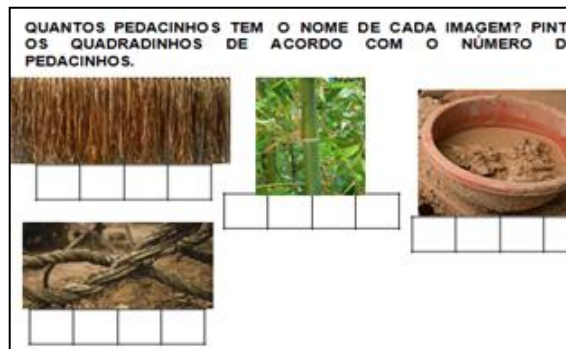 QUANTOS PEDACINHOS TEM O NOME DE CADA IMAGEM? PINT
OS QUADRADINHOS DE ACORDO COM O NÚMERO D
PEDACINHOS.